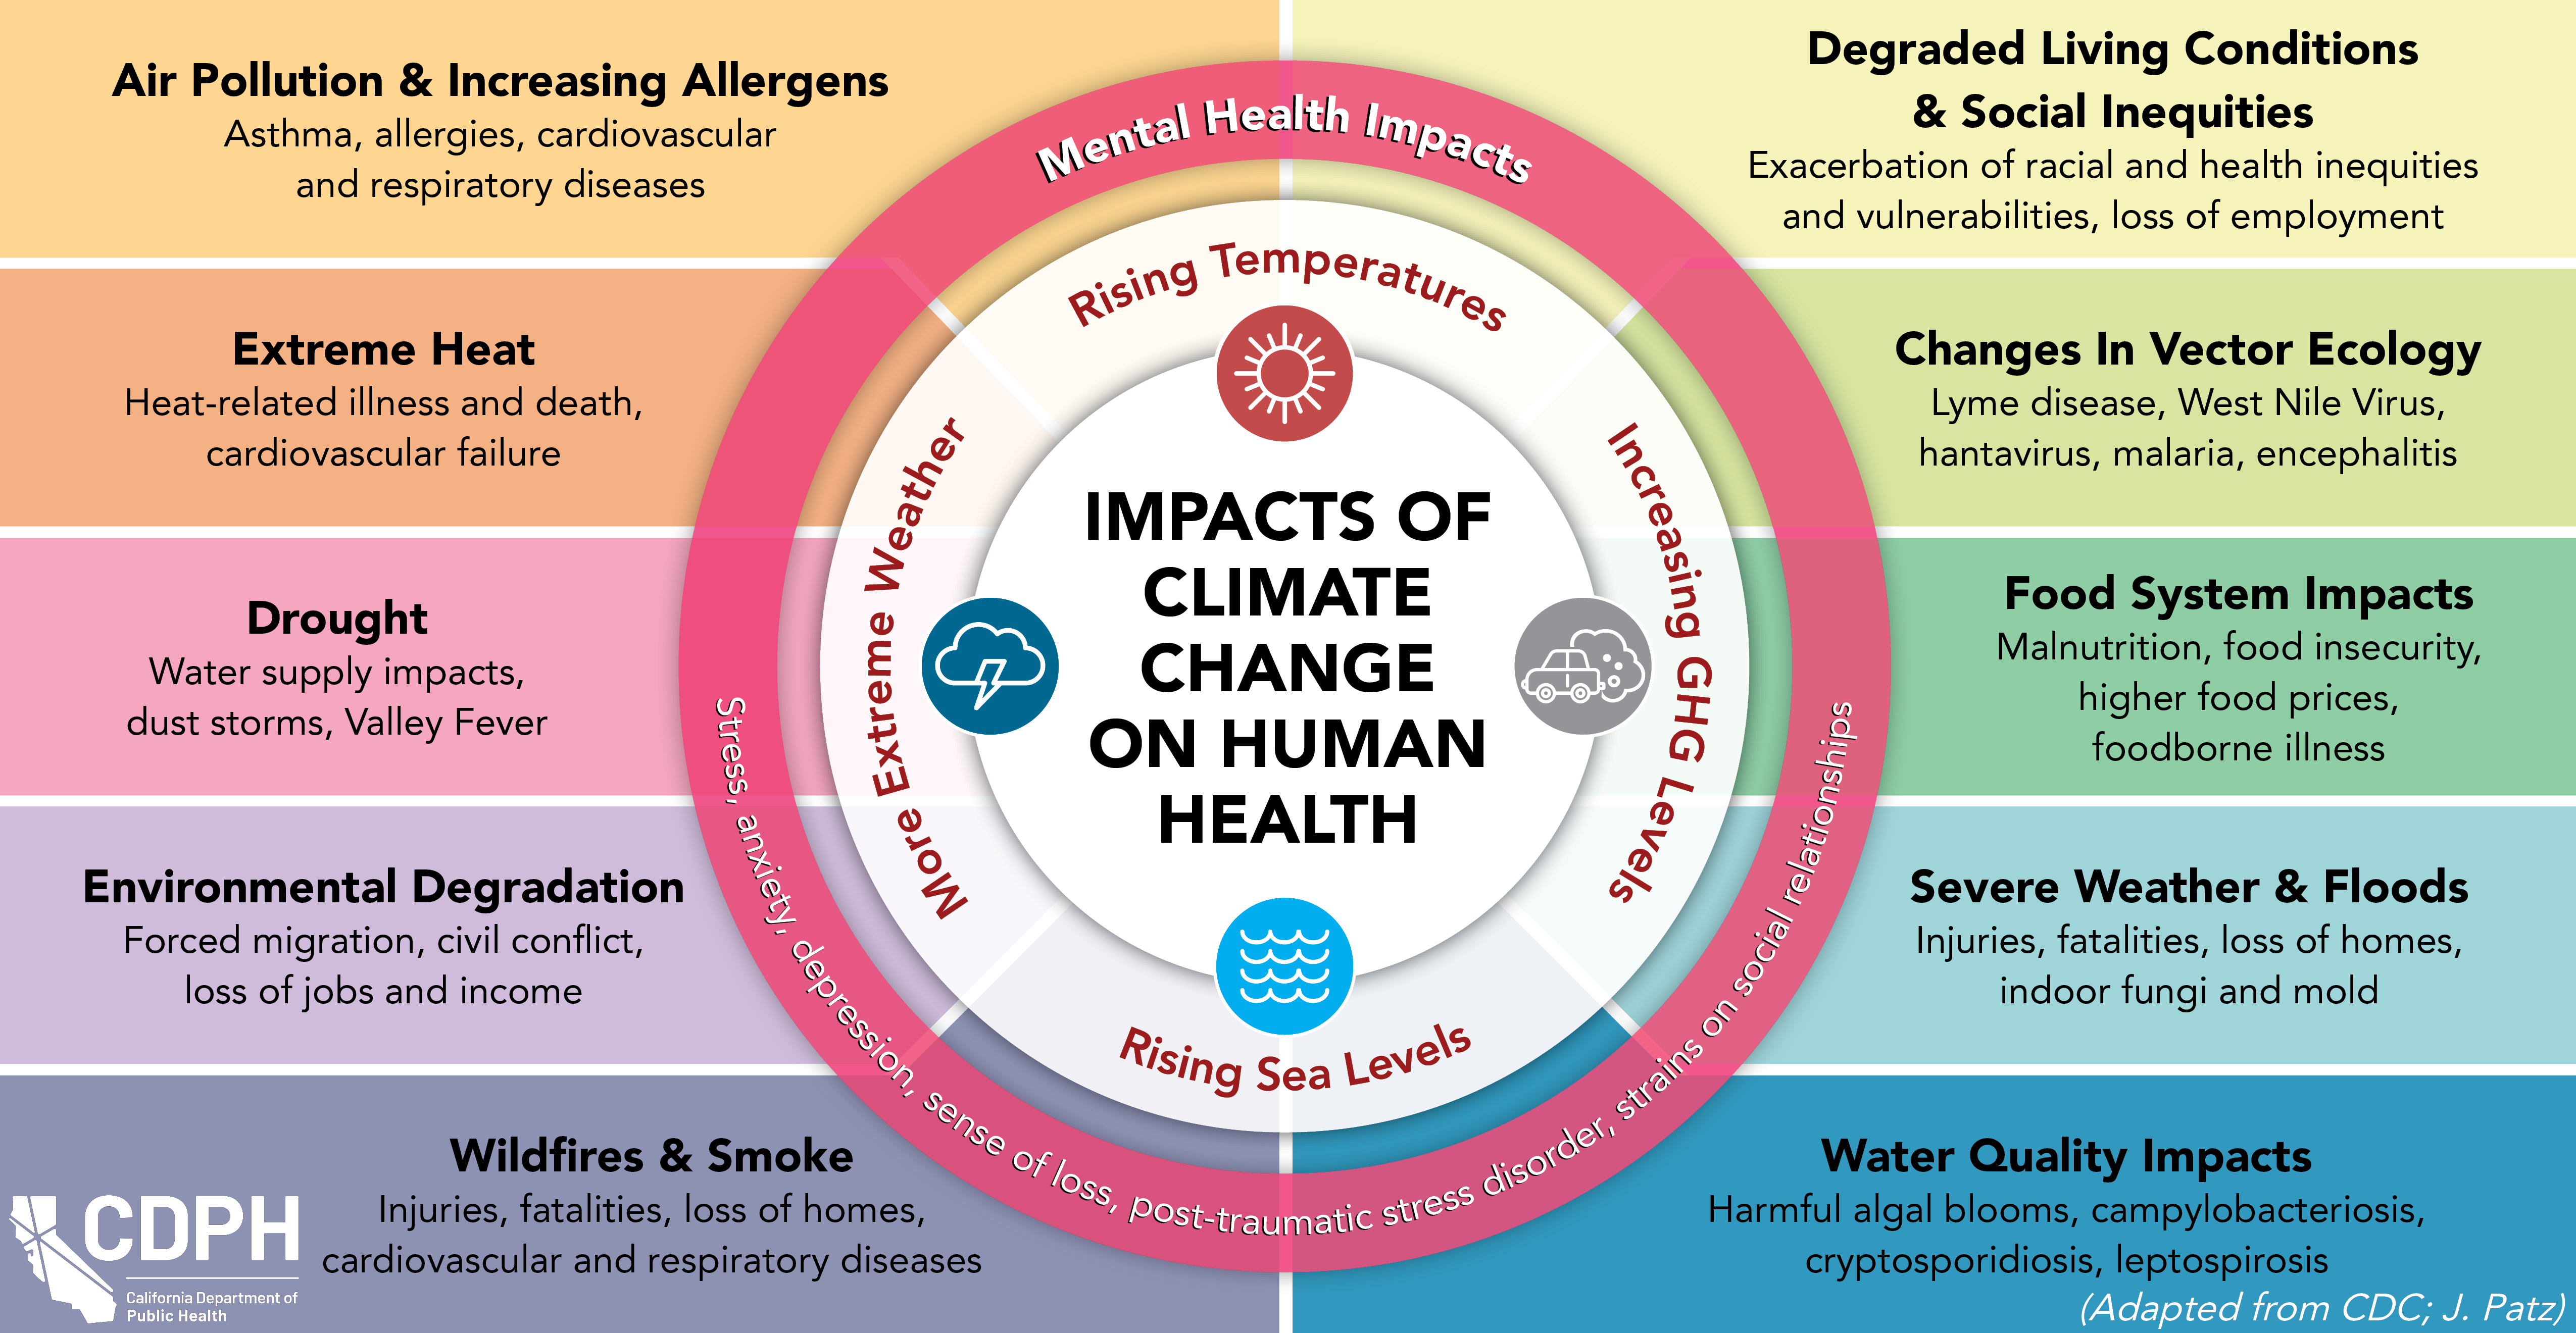 Air Pollution & Increasing Allergens
Asthma, allergies, cardiovascular
and respiratory diseases
Extreme Heat
Heat-related illness and death,
cardiovascular failure
Drought
Water supply impacts,
dust storms, Valley Fever
Environmental Degradation
Forced migration, civil conflict,
loss of jobs and income
Wildfires & Smoke
Injuries, fatalities, loss of homes,
cardiovascular and respiratory diseases
CDPH
California Department of
Public Health
Mental Health Impacts
Stress, anxiety, depression, sense of loss, post-traumatic stress disorder, strains on social relationships
Rising Temperatures
Increasing GHG Levels
Rising Sea Levels
More Extreme Weather
IMPACTS OF
CLIMATE
CHANGE
ON HUMAN
HEALTH
Degraded Living Conditions
& Social Inequities
Exacerbation of racial and health inequities
and vulnerabilities, loss of employment
Changes In Vector Ecology
Lyme disease, West Nile Virus,
hantavirus, malaria, encephalitis
Food System Impacts
Malnutrition, food insecurity,
higher food prices,
foodborne illness
Severe Weather & Floods
Injuries, fatalities, loss of homes,
indoor fungi and mold
Water Quality Impacts
Harmful algal blooms, campylobacteriosis,
cryptosporidiosis, leptospirosis
(Adapted from CDC; J. Patz)